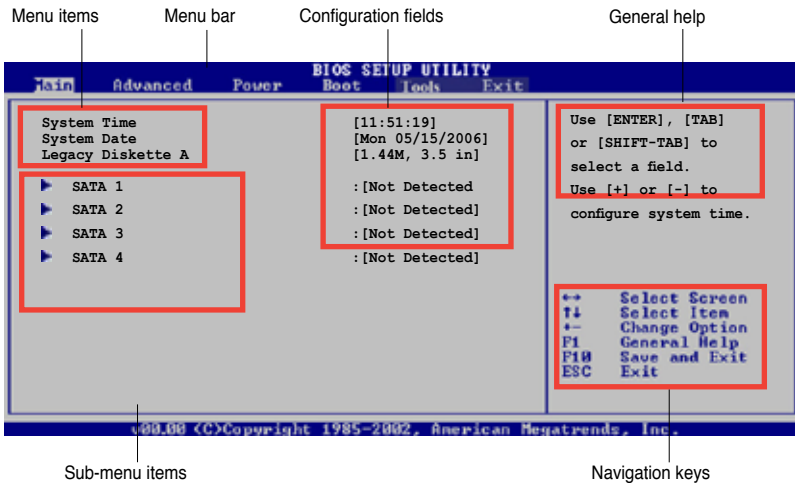 Menu items Menu bar Configuration fields General help
BIOS SETUP UTILITY
Main Advanced Power Boot Tools Exit
System Time [11:51:19]
System Date [Mon 05/15/2006]
Legacy Diskette A [1.44M, 3.5 in]
SATA 1 :[Not Detected
SATA 2 :[Not Detected]
SATA 3 :[Not Detected]
SATA 4 :[Not Detected]
Use [ENTER], [TAB]
or [SHIFT-TAB] to
select a field.
Use [+] or [-] to
configure system time.
↔ Select Screen
↑↓ Select Item
+- Change Option
F1 General Help
F10 Save and Exit
ESC Exit
v00.00 (C)Copyright 1985-2002, American Megatrends, Inc.
Sub-menu items Navigation keys